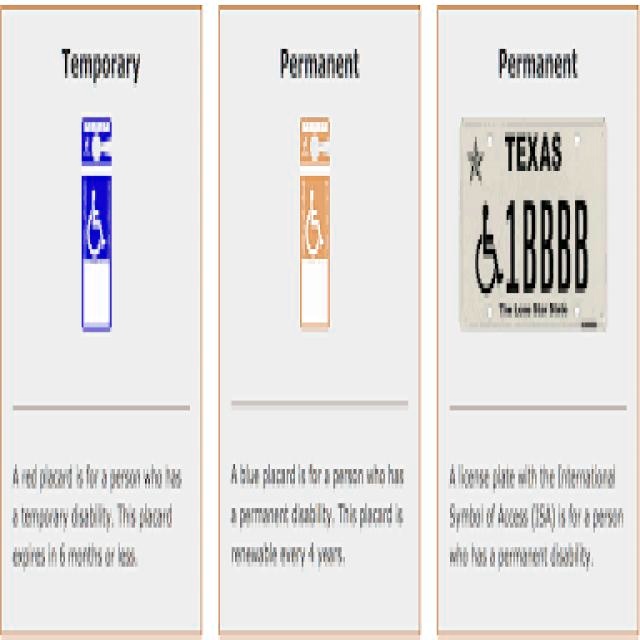 Temporary
A red placard is for a person who has
a temporary disability. This placard
expires in 6 months or less.
Permanent
A blue placard is for a person who has
a permanent disability. This placard is
renewable every 4 years.
Permanent
TEXAS
1BBBB
The Lone Star State
A license plate with the International
Symbol of Access (ISA) is for a person
who has a permanent disability.